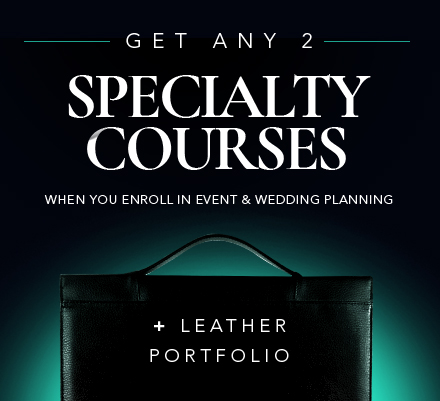 GET ANY 2
SPECIALTY
COURSES
WHEN YOU ENROLL IN EVENT & WEDDING PLANNING
+ LEATHER
PORTFOLIO